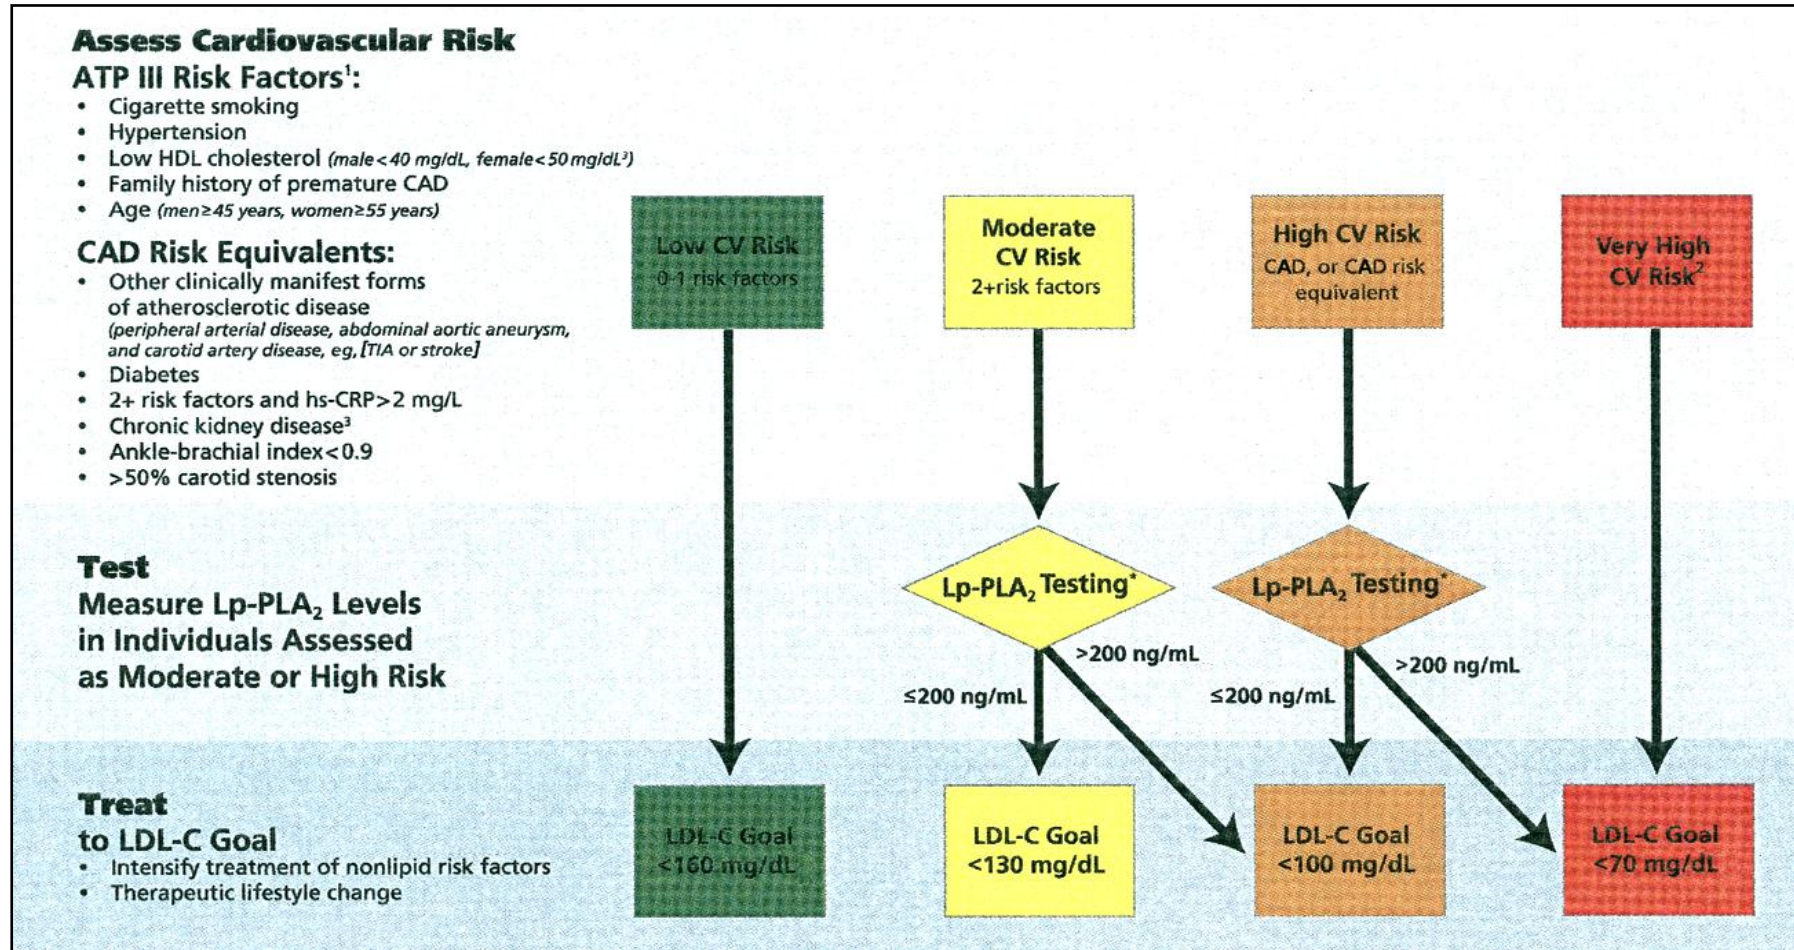 Assess Cardiovascular Risk
ATP III Risk Factors¹:
• Cigarette smoking
• Hypertension
• Low HDL cholesterol (male<40 mg/dL, female<50 mg/dL³)
• Family history of premature CAD
• Age (men≥45 years, women≥55 years)
CAD Risk Equivalents:
• Other clinically manifest forms
of atherosclerotic disease
(peripheral arterial disease, abdominal aortic aneurysm,
and carotid artery disease, eg, [TIA or stroke]
• Diabetes
• 2+ risk factors and hs-CRP>2 mg/L
• Chronic kidney disease³
• Ankle-brachial index<0.9
• >50% carotid stenosis
Low CV Risk
0-1 risk factors
Moderate
CV Risk
2+risk factors
High CV Risk
CAD, or CAD risk
equivalent
Very High
CV Risk²
Test
Measure Lp-PLA₂ Levels
in Individuals Assessed
as Moderate or High Risk
Lp-PLA₂ Testing*
≤200 ng/mL
>200 ng/mL
Lp-PLA₂ Testing*
≤200 ng/mL
>200 ng/mL
Treat
to LDL-C Goal
• Intensify treatment of nonlipid risk factors
• Therapeutic lifestyle change
LDL-C Goal
<160 mg/dL
LDL-C Goal
<130 mg/dL
LDL-C Goal
<100 mg/dL
LDL-C Goal
<70 mg/dL